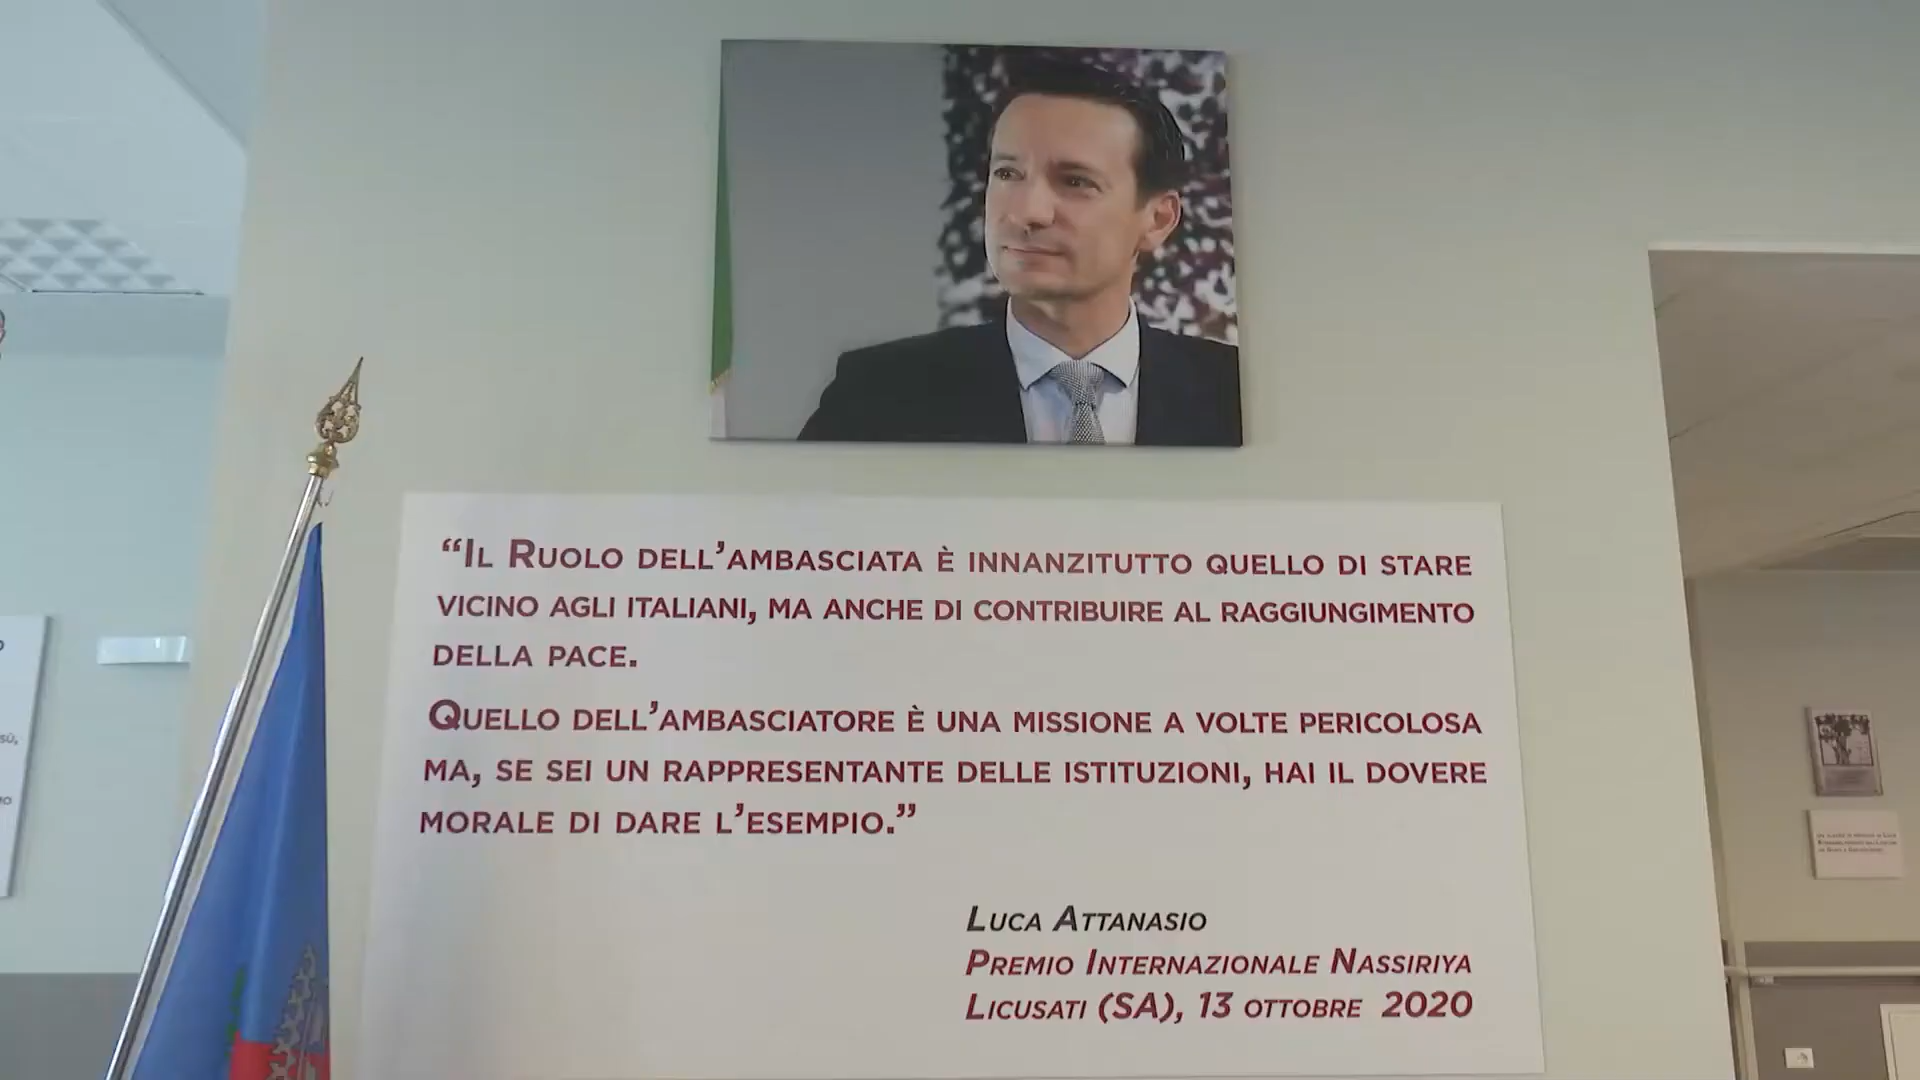 “Il Ruolo dell’ambasciata è innanzitutto quello di stare
vicino agli italiani, ma anche di contribuire al raggiungimento
della pace.
Quello dell’ambasciatore è una missione a volte pericolosa
ma, se sei un rappresentante delle istituzioni, hai il dovere
morale di dare l’esempio.”
Luca Attanasio
Premio Internazionale Nassiriya
Licusati (SA), 13 ottobre 2020